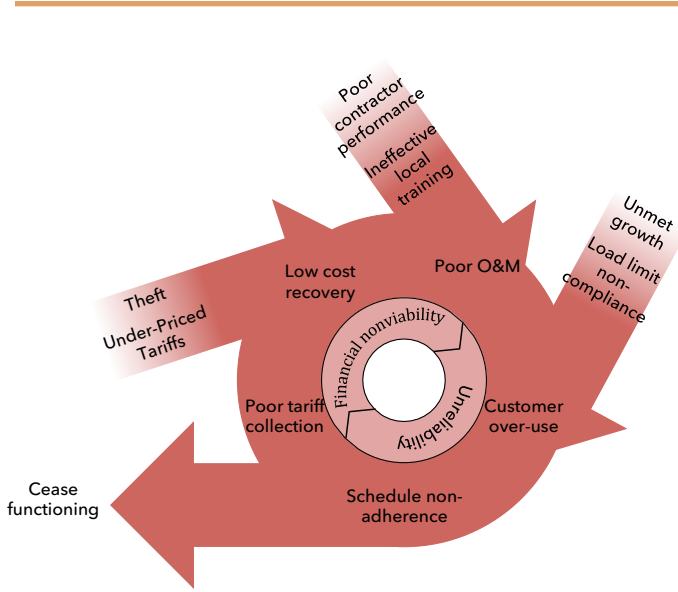 Poor
contractor
performance
Ineffective
local
training
Unmet
growth
Load limit
non-
compliance
Low cost
recovery
Poor O&M
Theft
Under-Priced
Tariffs
Financial nonviability
Unreliability
Poor tariff
collection
Customer
over-use
Cease
functioning
Schedule non-
adherence